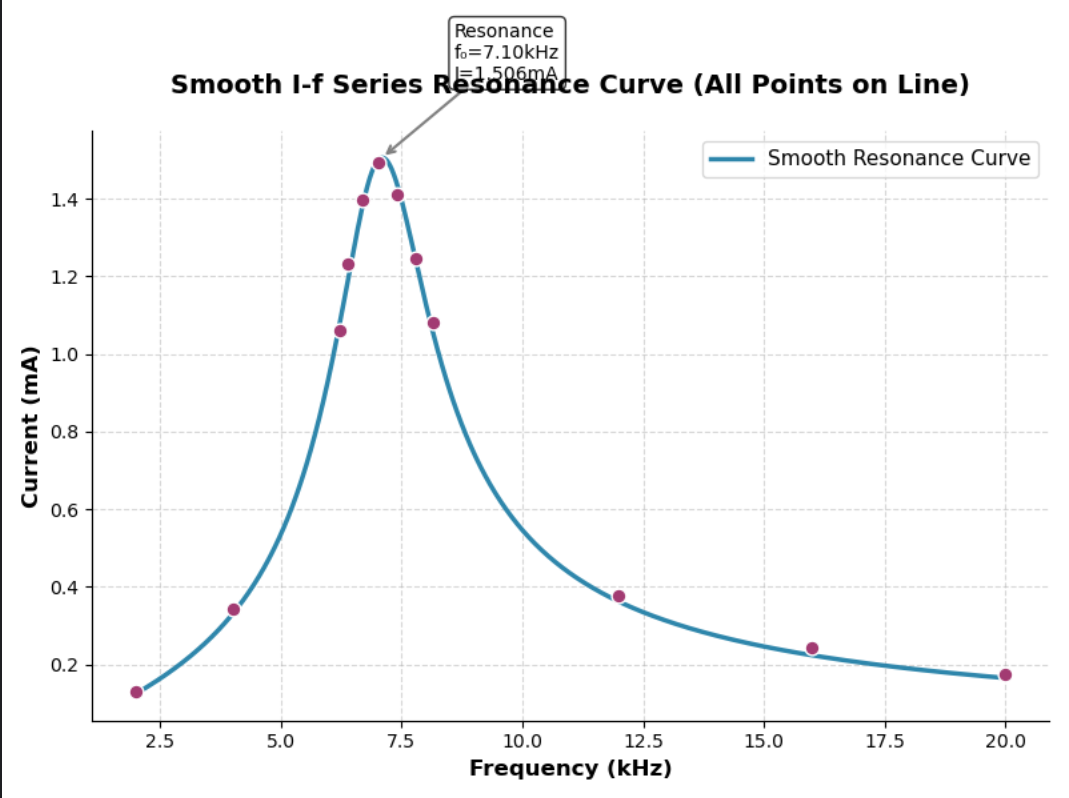 Resonance
fₒ=7.10kHz
I=1.506mA
Smooth I-f Series Resonance Curve (All Points on Line)
Smooth Resonance Curve
1.4
1.2
1.0
0.8
0.6
0.4
0.2
Current (mA)
2.5 5.0 7.5 10.0 12.5 15.0 17.5 20.0
Frequency (kHz)